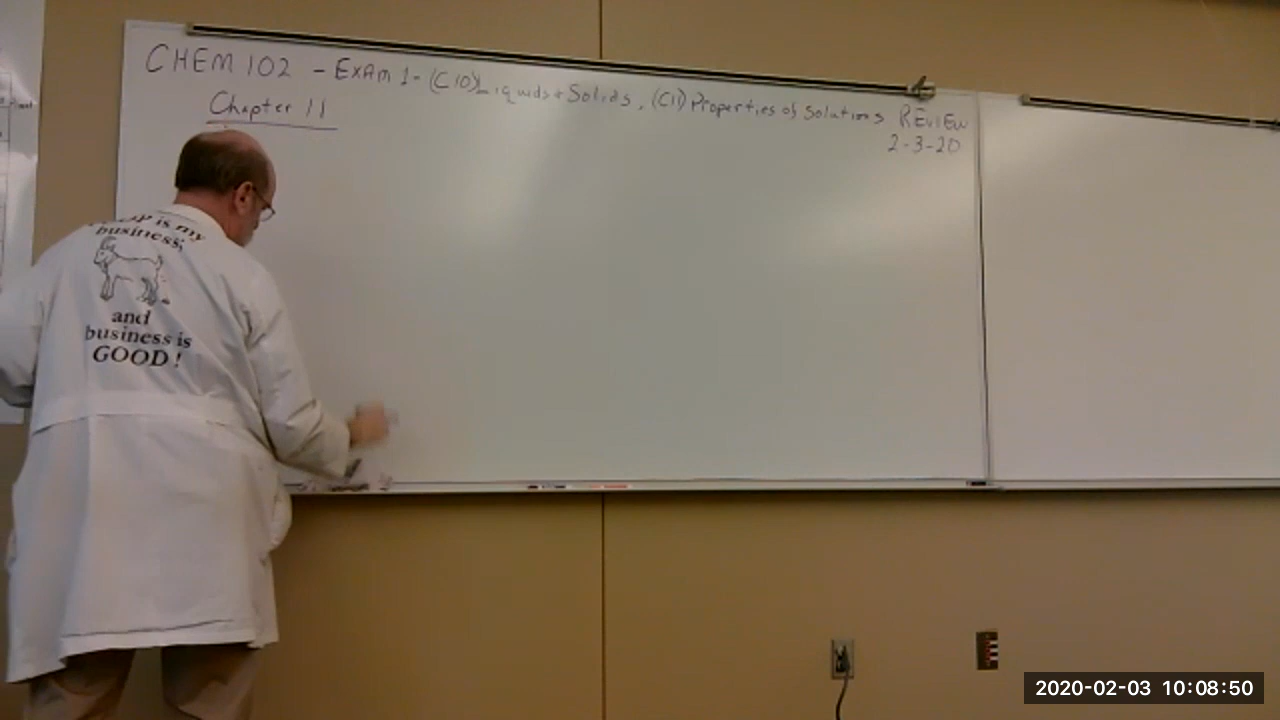 CHEM 102 - EXAM 1 - (C10) Liquids + Solids, (C11) Properties of Solutions REVIEW
2-3-20
Chapter 11
is my
business;
and
business is
GOOD!
2020-02-03 10:08:50